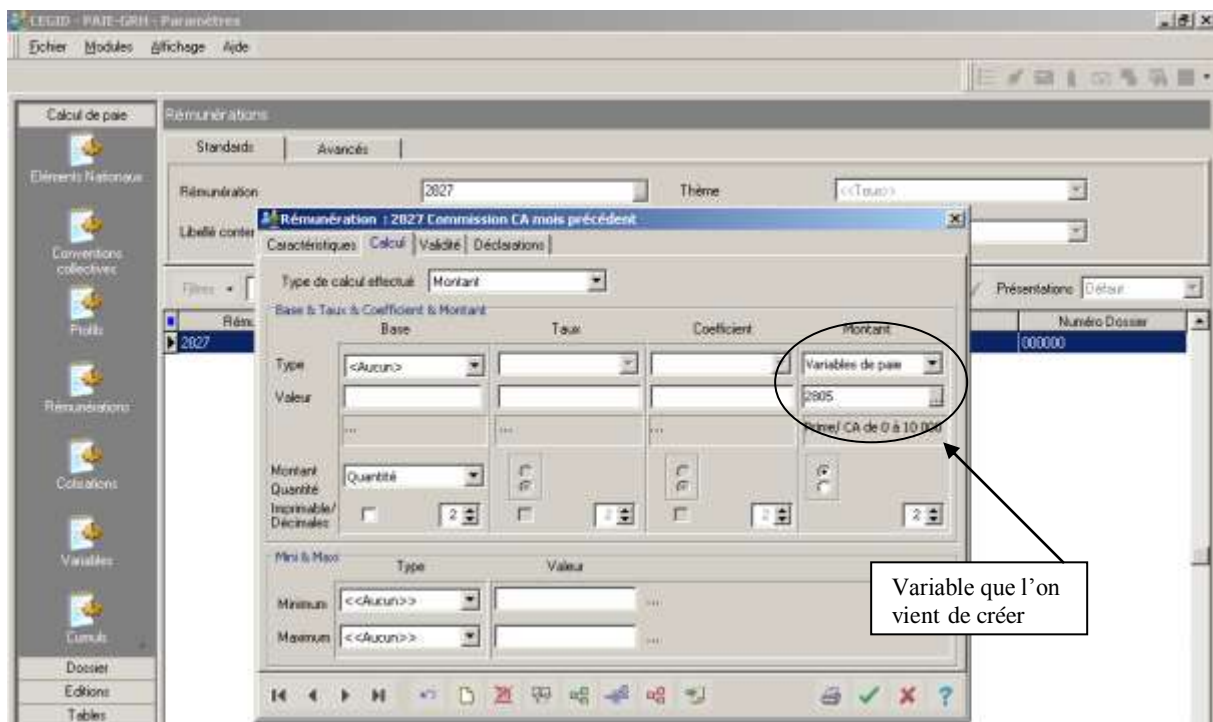 CEGID - PAIE-GRH - Paramètres
Fichier Modules Affichage Aide
Calcul de paie
Rémunérations
Standards Avancés
Eléments Nationaux
Rémunération 2827 Thème <<Tous>>
Rémunération : 2827 Commission CA mois précédent
Libellé conten
Caractéristiques Calcul Validité Déclarations
Conventions collectives
Type de calcul effectué Montant
Filtres Présentations Défaut
Base & Taux & Coefficient & Montant
Rému Numéro Dossier
Base Taux Coefficient Montant
2827 000000
Profils
Type <Aucun> Variables de paie
Valeur 2805
... ... ... Prime/ CA de 0 à 10 000
Rémunérations
Montant Quantité Quantité
Imprimable/ Décimales 2 2 2 2
Cotisations
Mini & Maxi
Type Valeur
Variables
Minimum <<Aucun>> ...
Maximum <<Aucun>> ...
Variable que l'on
vient de créer
Cumuls
Dossier
Editions
Tables